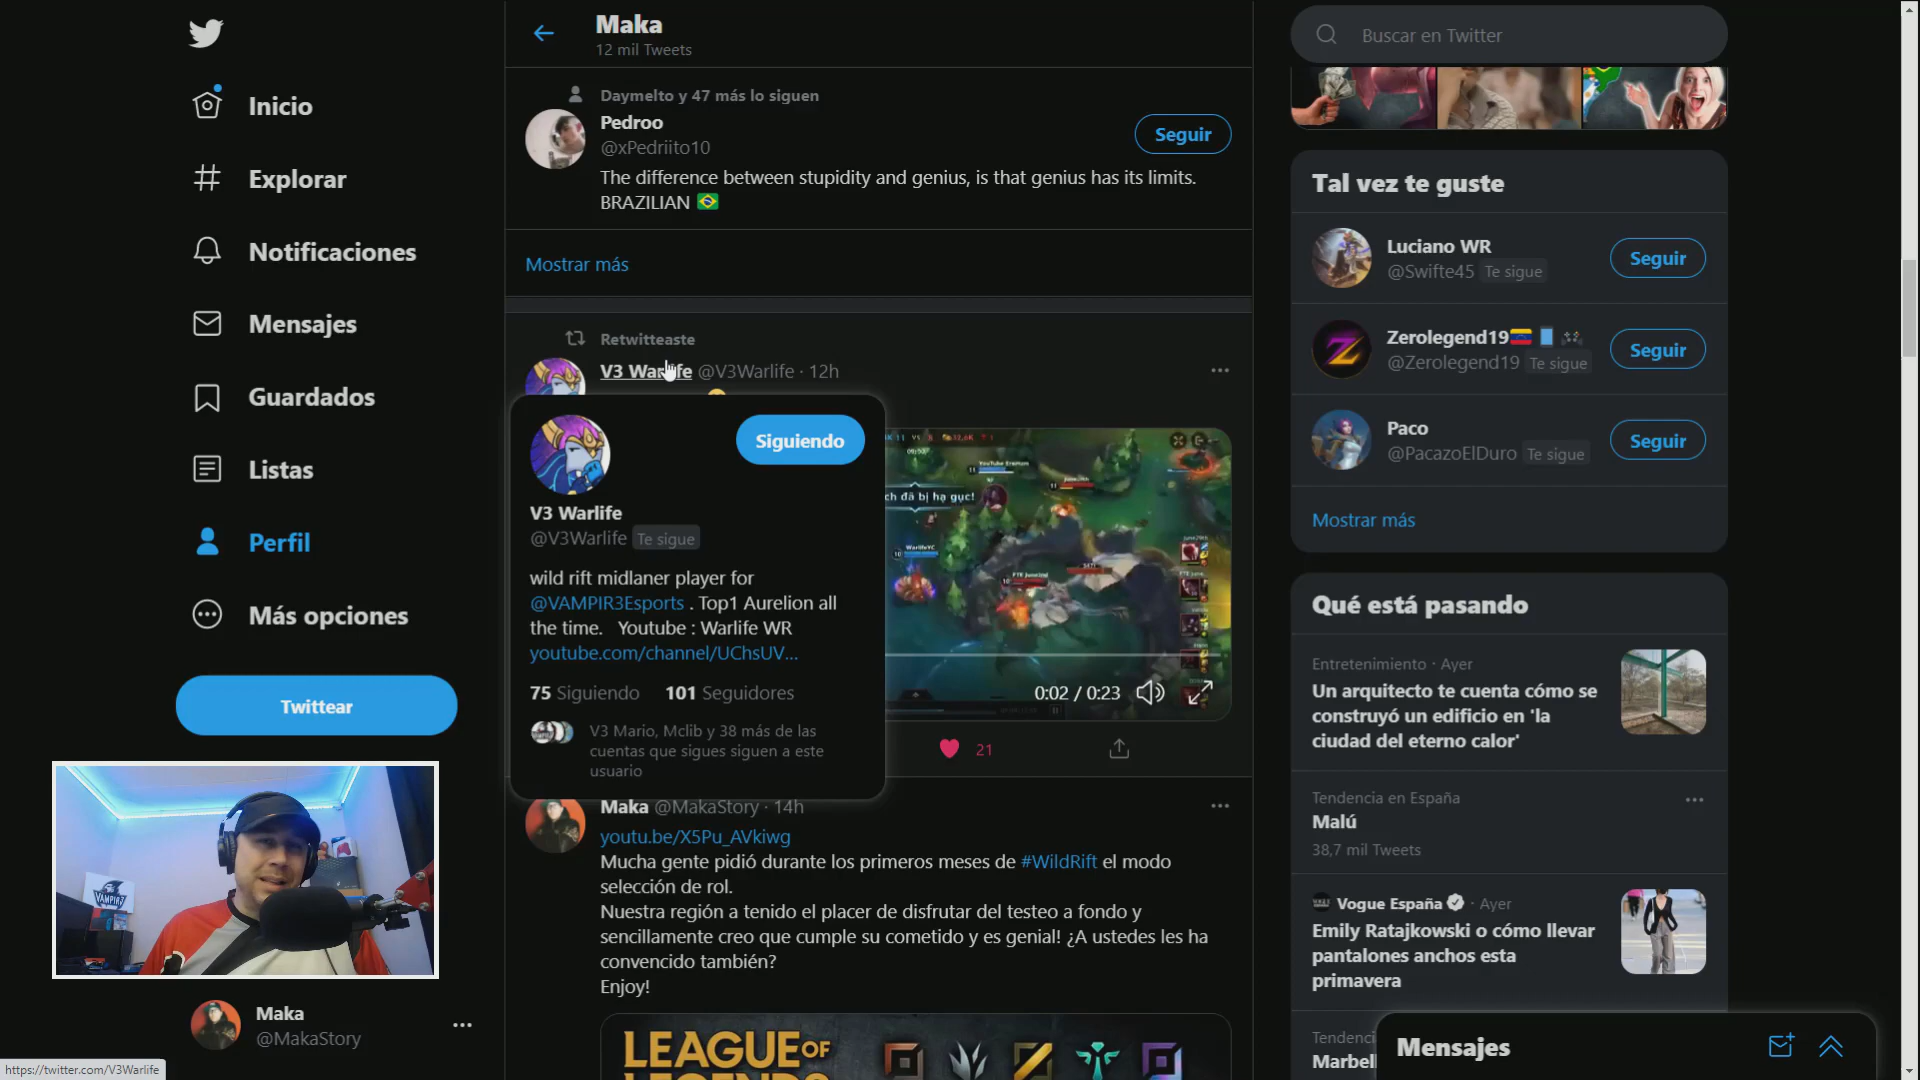 Inicio
Explorar
Notificaciones
Mensajes
Guardados
Listas
Perfil
Más opciones
Twittear
VAMPIR3
Maka
@MakaStory
https://twitter.com/V3Warlife
Maka
12 mil Tweets
Daymelto y 47 más lo siguen
Pedroo
@xPedriito10
Seguir
The difference between stupidity and genius, is that genius has its limits.
BRAZILIAN 🇧🇷
Mostrar más
Retwitteaste
V3 Warlife @V3Warlife · 12h
Siguiendo
V3 Warlife
@V3Warlife Te sigue
wild rift midlaner player for
@VAMPIR3Esports . Top1 Aurelion all
the time. Youtube : Warlife WR
youtube.com/channel/UChsUV...
75 Siguiendo 101 Seguidores
V3 Mario, Mclib y 38 más de las
cuentas que sigues siguen a este
usuario
ch đã bị hạ gục!
0:02 / 0:23
21
Maka @MakaStory · 14h
youtu.be/X5Pu_AVkiwg
Mucha gente pidió durante los primeros meses de #WildRift el modo
selección de rol.
Nuestra región a tenido el placer de disfrutar del testeo a fondo y
sencillamente creo que cumple su cometido y es genial! ¿A ustedes les ha
convencido también?
Enjoy!
LEAGUE OF
LEGENDS
Buscar en Twitter
Tal vez te guste
Luciano WR
@Swifte45 Te sigue
Seguir
Zerolegend19🇻🇪
@Zerolegend19 Te sigue
Seguir
Paco
@PacazoElDuro Te sigue
Seguir
Mostrar más
Qué está pasando
Entretenimiento · Ayer
Un arquitecto te cuenta cómo se
construyó un edificio en 'la
ciudad del eterno calor'
Tendencia en España
Malú
38,7 mil Tweets
Vogue España · Ayer
Emily Ratajkowski o cómo llevar
pantalones anchos esta
primavera
Tendenci
Marbell
Mensajes